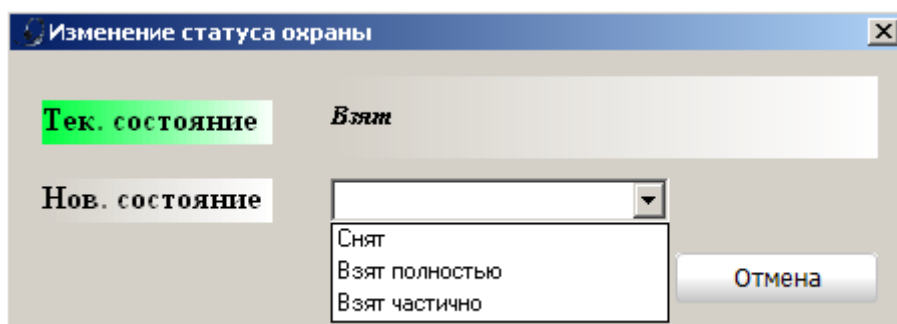 Изменение статуса охраны
Тек. состояние
Взят
Нов. состояние
Снят
Взят полностью
Взят частично
Отмена